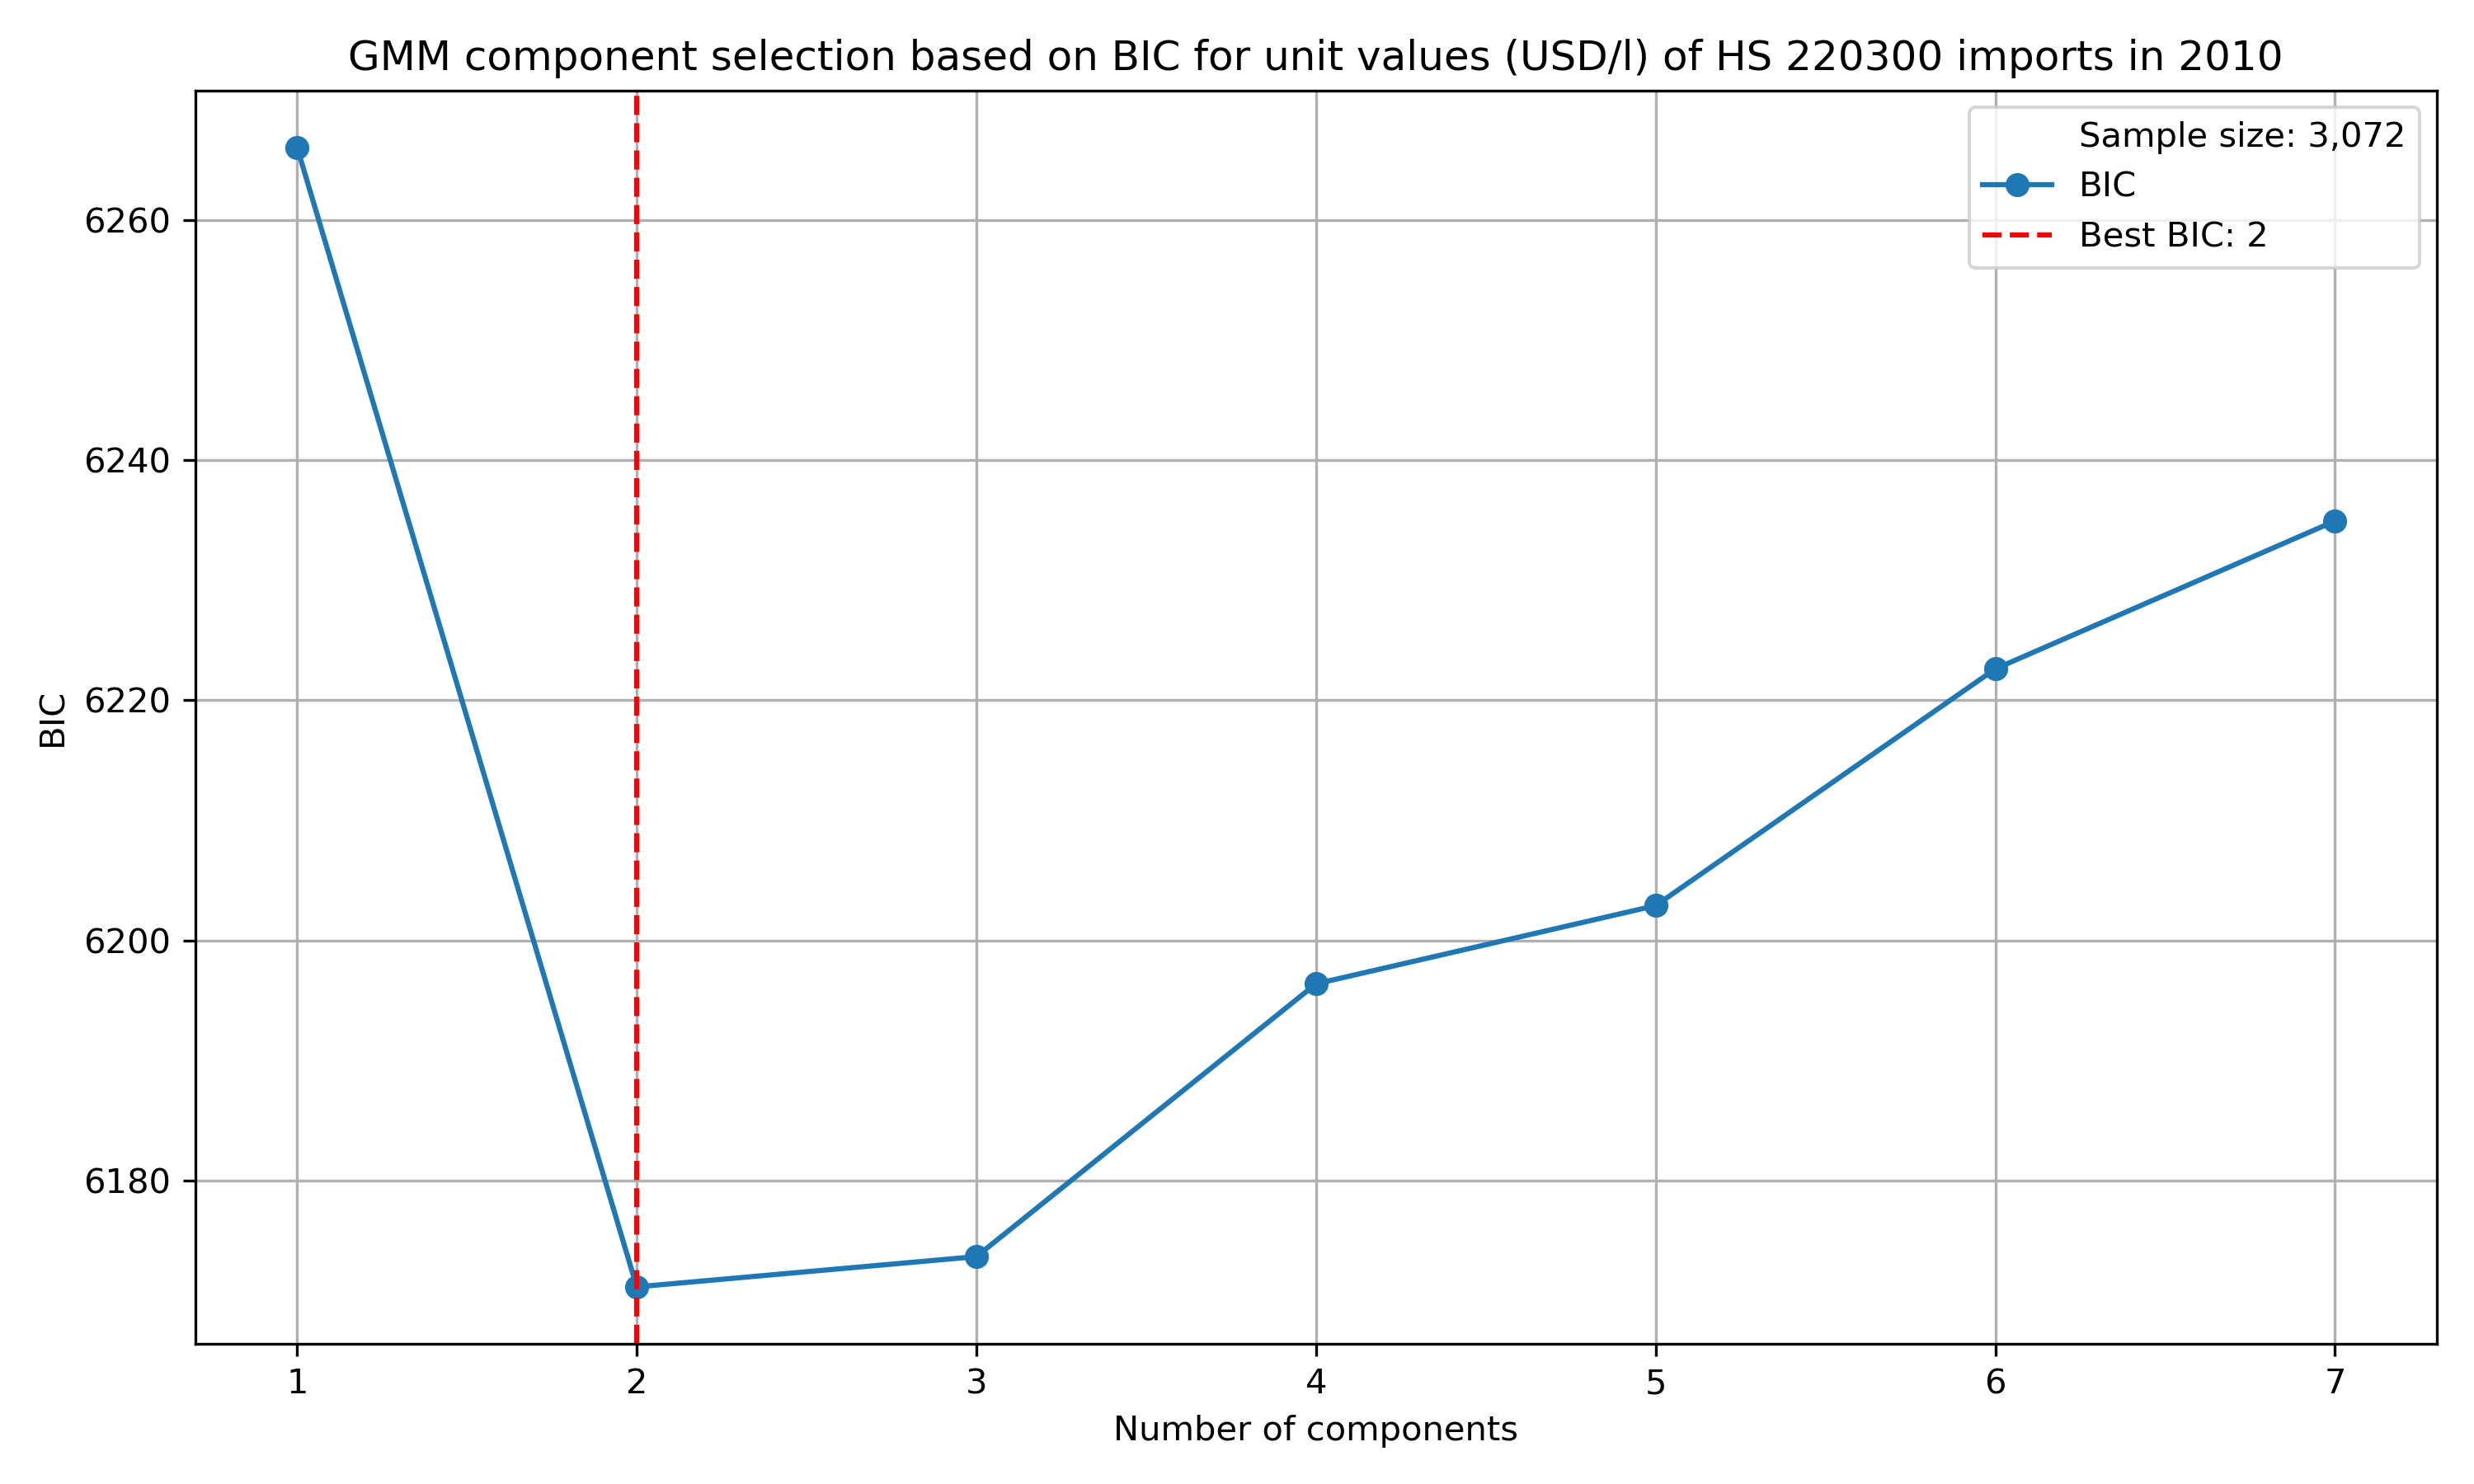 GMM component selection based on BIC for unit values (USD/l) of HS 220300 imports in 2010
Sample size: 3,072
BIC
Best BIC: 2
BIC
6260
6240
6220
6200
6180
1 2 3 4 5 6 7
Number of components